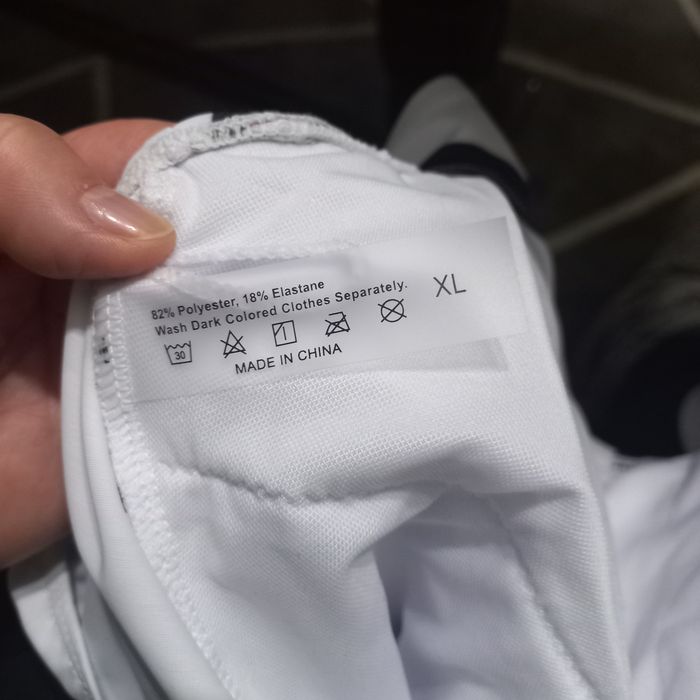 82% Polyester, 18% Elastane
Wash Dark Colored Clothes Separately.
XL
30
MADE IN CHINA